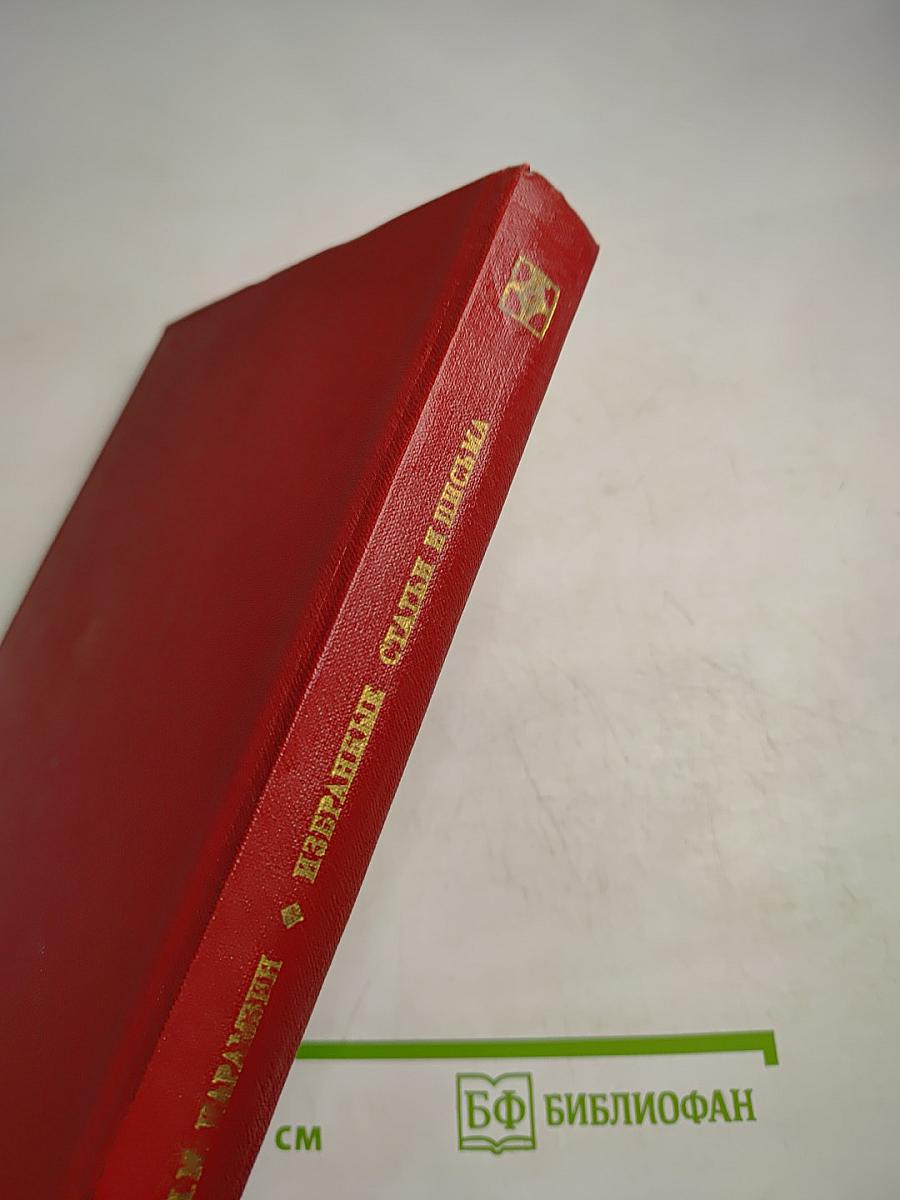 .М. КАРАМЗИН ◆ ИЗБРАННЫЕ СТАТЬИ И ПИСЬМА
см
БФ БИБЛИОФАН